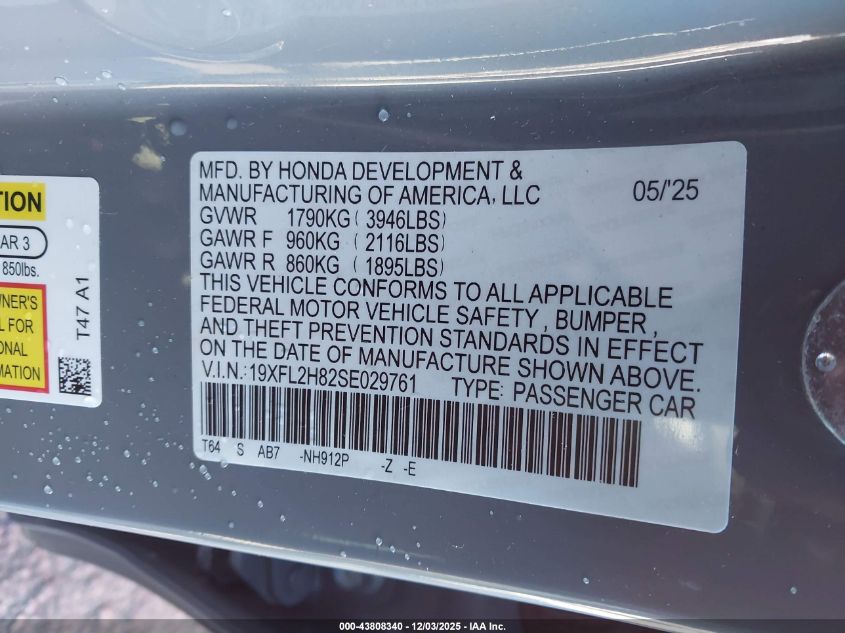 TION
AR 3
850lbs.
NER'S
L FOR
ONAL
MATION
T47 A1
MFD. BY HONDA DEVELOPMENT &
MANUFACTURING OF AMERICA, LLC 05/'25
GVWR 1790KG ( 3946LBS)
GAWR F 960KG ( 2116LBS)
GAWR R 860KG ( 1895LBS)
THIS VEHICLE CONFORMS TO ALL APPLICABLE
FEDERAL MOTOR VEHICLE SAFETY, BUMPER,
AND THEFT PREVENTION STANDARDS IN EFFECT
ON THE DATE OF MANUFACTURE SHOWN ABOVE.
V.I.N.:19XFL2H82SE029761 TYPE: PASSENGER CAR
T64 S AB7 -NH912P -Z -E
000-43808340 - 12/03/2025 - IAA Inc.